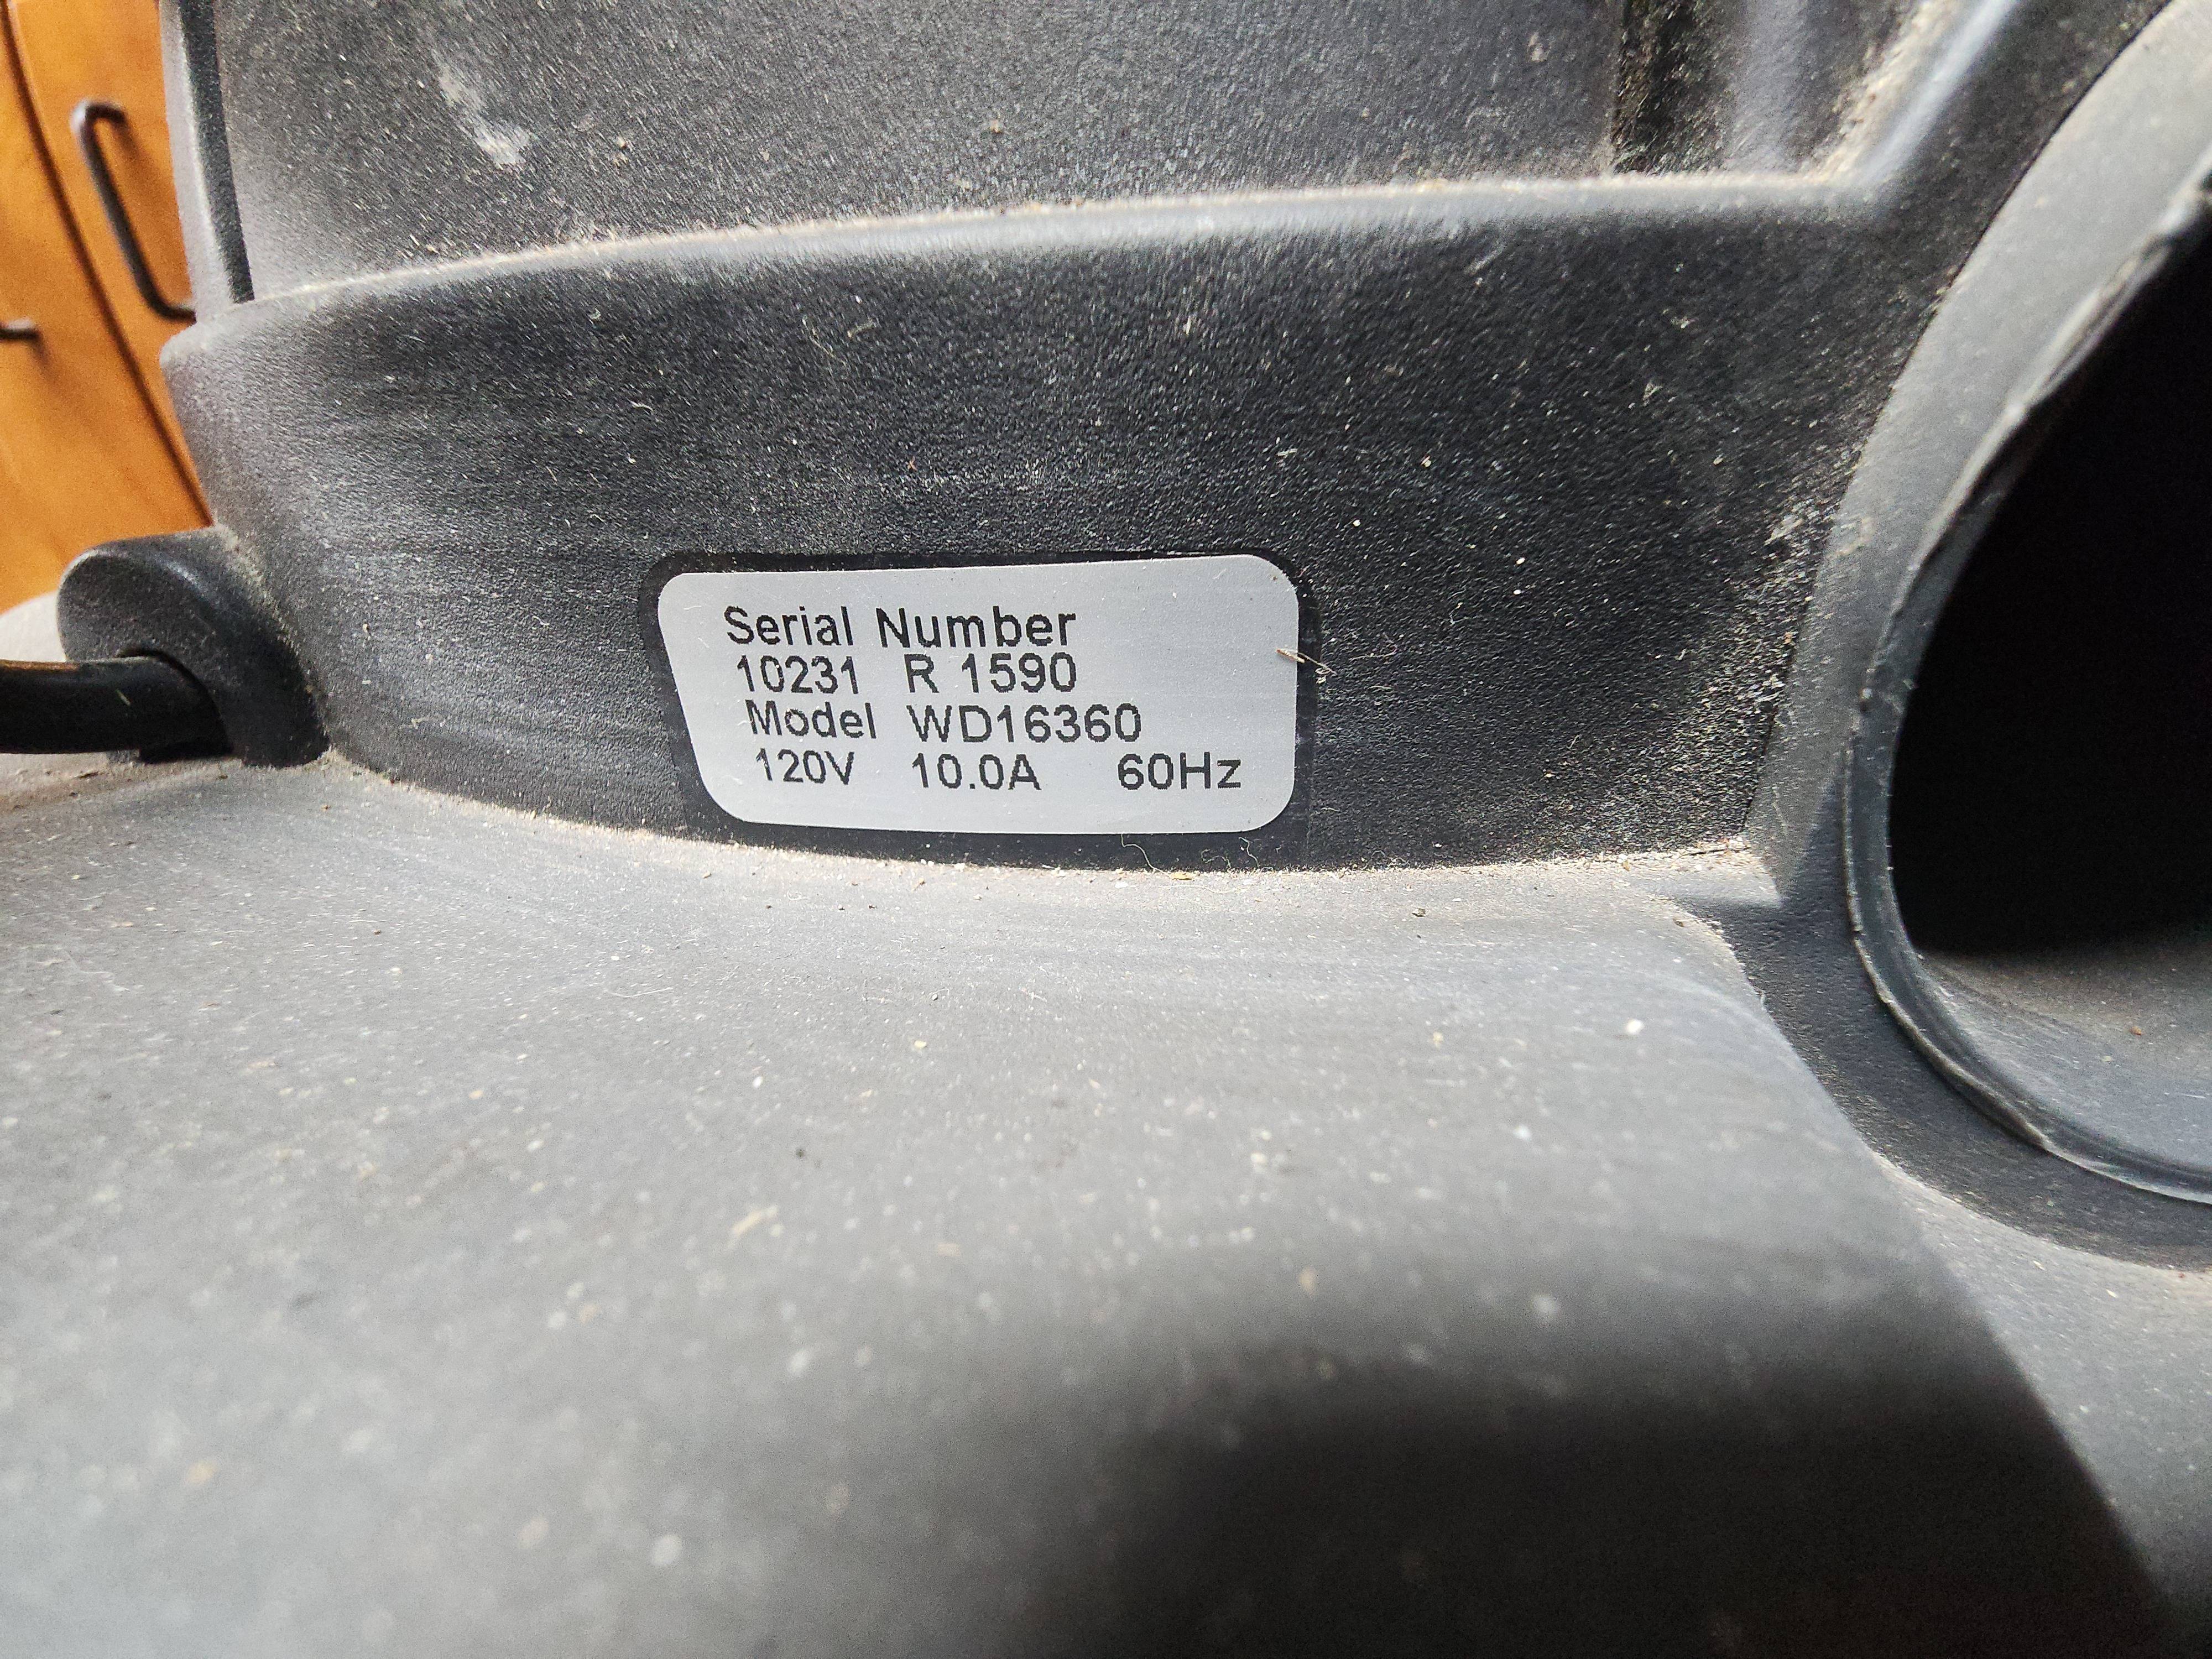 Serial Number
10231 R 1590
Model WD16360
120V 10.0A 60Hz